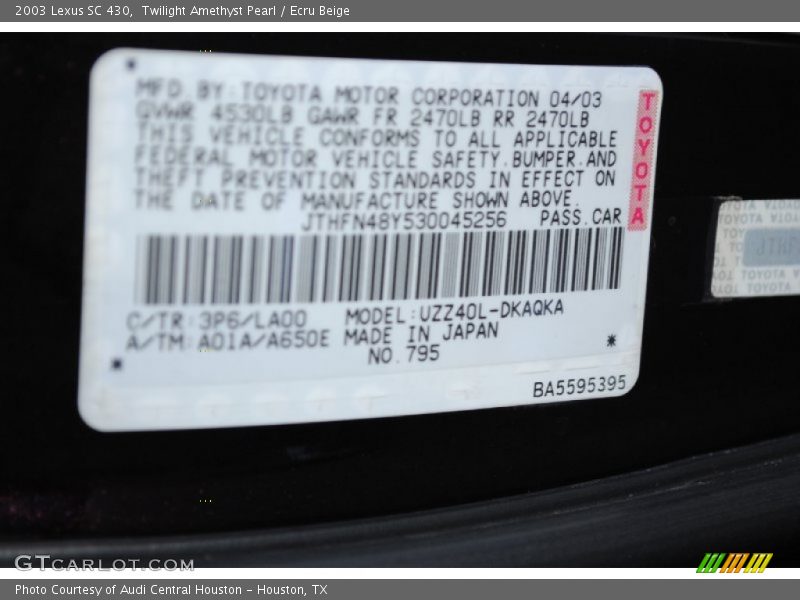 2003 Lexus SC 430,  Twilight Amethyst Pearl / Ecru Beige
MFD. BY: TOYOTA MOTOR CORPORATION 04/03
GVWR 4530LB GAWR FR 2470LB RR 2470LB
THIS VEHICLE CONFORMS TO ALL APPLICABLE
FEDERAL MOTOR VEHICLE SAFETY, BUMPER, AND
THEFT PREVENTION STANDARDS IN EFFECT ON
THE DATE OF MANUFACTURE SHOWN ABOVE.
JTHFN48Y530045256 PASS.CAR
TOYOTA
C/TR:3P6/LA00 MODEL:UZZ40L-DKAQKA
A/TM:A01A/A650E MADE IN JAPAN
NO.795
BA5595395
TOYOTA TOYOTA
GTCARLOT.COM
Photo Courtesy of Audi Central Houston - Houston, TX